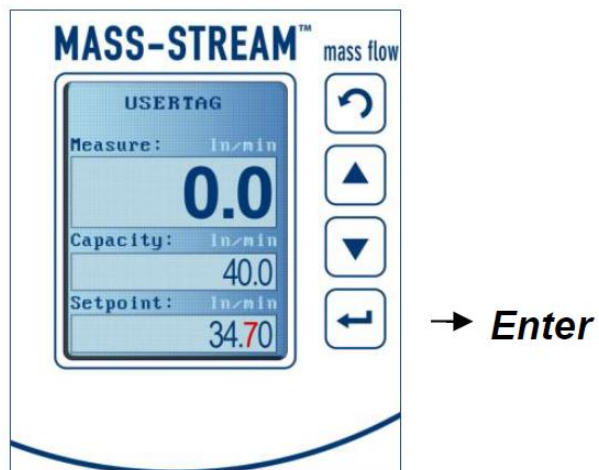 MASS-STREAM™ mass flow
USERTAG
Measure: ln/min
0.0
Capacity: ln/min
40.0
Setpoint: ln/min
34.70
Enter